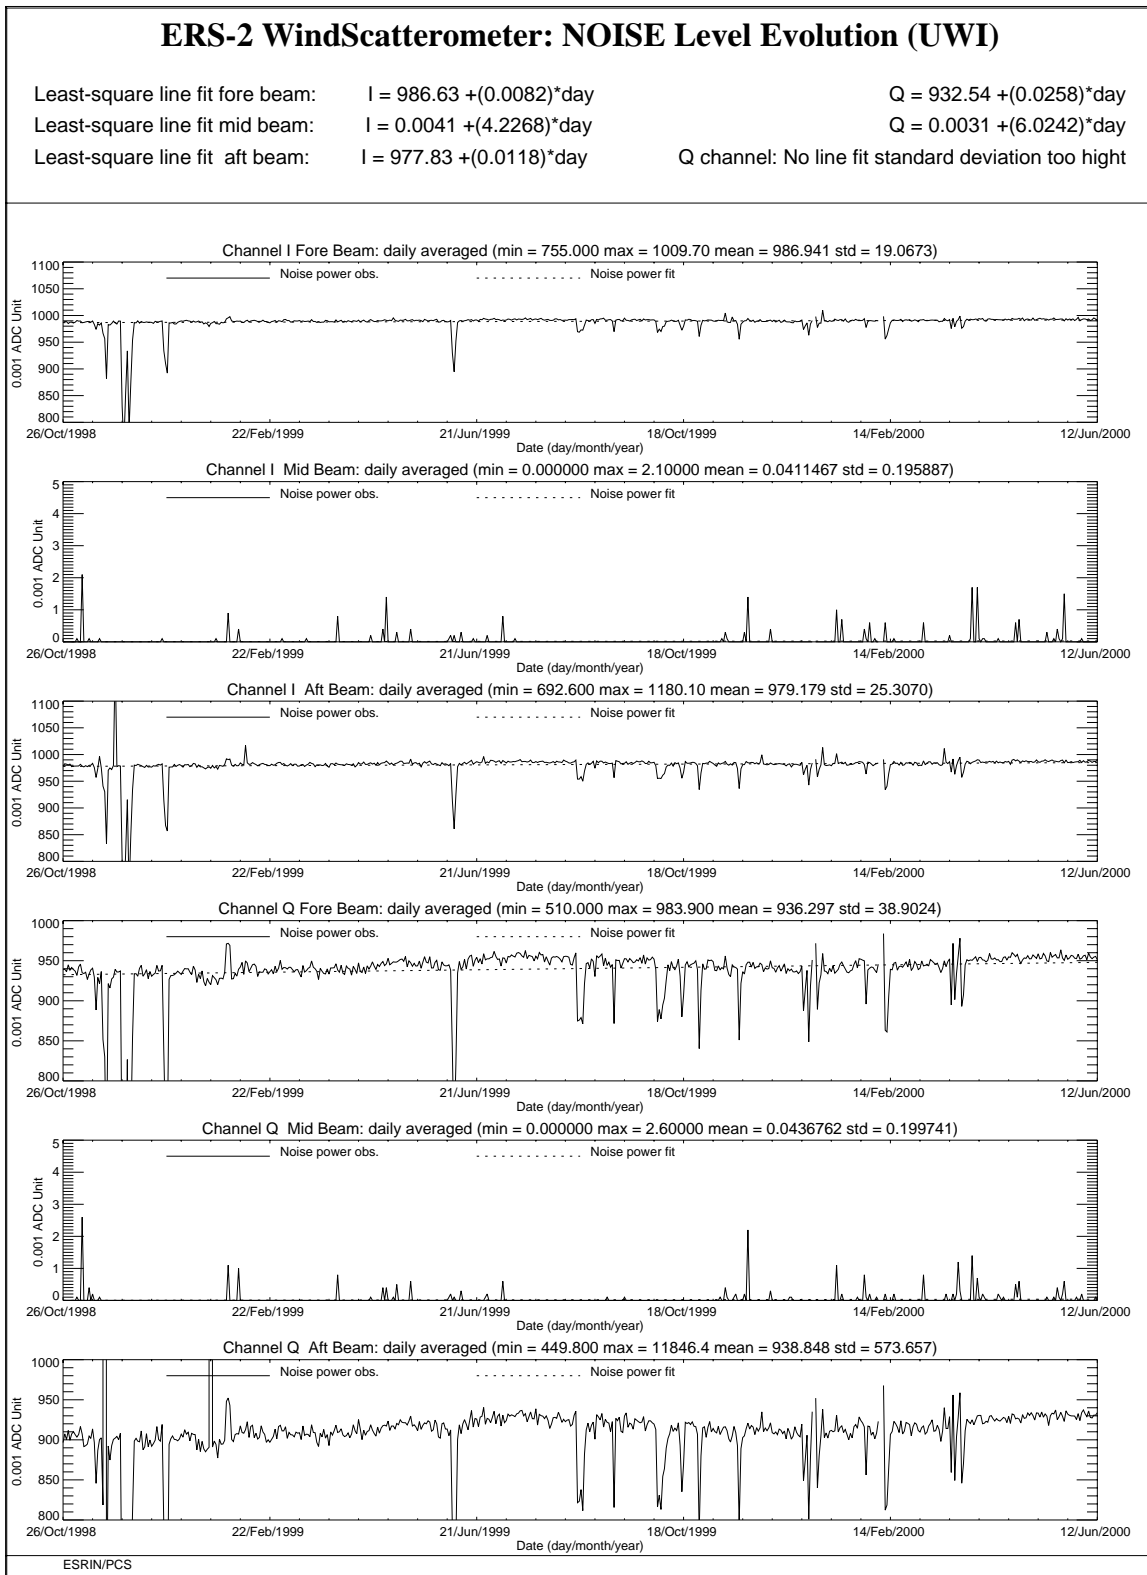 ERS-2 WindScatterometer: NOISE Level Evolution (UWI)
Least-square line fit fore beam: I = 986.63 +(0.0082)*day Q = 932.54 +(0.0258)*day
Least-square line fit mid beam: I = 0.0041 +(4.2268)*day Q = 0.0031 +(6.0242)*day
Least-square line fit aft beam: I = 977.83 +(0.0118)*day Q channel: No line fit standard deviation too hight
Channel I Fore Beam: daily averaged (min = 755.000 max = 1009.70 mean = 986.941 std = 19.0673)
Noise power obs. Noise power fit
0.001 ADC Unit
1100
1050
1000
950
900
850
800
26/Oct/1998 22/Feb/1999 21/Jun/1999 18/Oct/1999 14/Feb/2000 12/Jun/2000
Date (day/month/year)
Channel I Mid Beam: daily averaged (min = 0.000000 max = 2.10000 mean = 0.0411467 std = 0.195887)
Noise power obs. Noise power fit
0.001 ADC Unit
5
4
3
2
1
0
26/Oct/1998 22/Feb/1999 21/Jun/1999 18/Oct/1999 14/Feb/2000 12/Jun/2000
Date (day/month/year)
Channel I Aft Beam: daily averaged (min = 692.600 max = 1180.10 mean = 979.179 std = 25.3070)
Noise power obs. Noise power fit
0.001 ADC Unit
1100
1050
1000
950
900
850
800
26/Oct/1998 22/Feb/1999 21/Jun/1999 18/Oct/1999 14/Feb/2000 12/Jun/2000
Date (day/month/year)
Channel Q Fore Beam: daily averaged (min = 510.000 max = 983.900 mean = 936.297 std = 38.9024)
Noise power obs. Noise power fit
0.001 ADC Unit
1000
950
900
850
800
26/Oct/1998 22/Feb/1999 21/Jun/1999 18/Oct/1999 14/Feb/2000 12/Jun/2000
Date (day/month/year)
Channel Q Mid Beam: daily averaged (min = 0.000000 max = 2.60000 mean = 0.0436762 std = 0.199741)
Noise power obs. Noise power fit
0.001 ADC Unit
5
4
3
2
1
0
26/Oct/1998 22/Feb/1999 21/Jun/1999 18/Oct/1999 14/Feb/2000 12/Jun/2000
Date (day/month/year)
Channel Q Aft Beam: daily averaged (min = 449.800 max = 11846.4 mean = 938.848 std = 573.657)
Noise power obs. Noise power fit
0.001 ADC Unit
1000
950
900
850
800
26/Oct/1998 22/Feb/1999 21/Jun/1999 18/Oct/1999 14/Feb/2000 12/Jun/2000
Date (day/month/year)
ESRIN/PCS